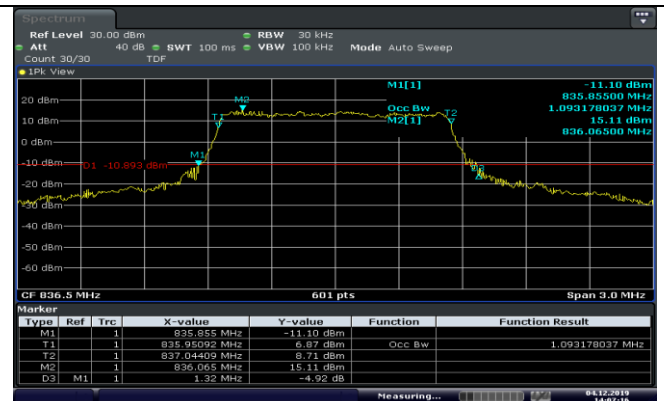 Spectrum
Ref Level 30.00 dBm RBW 30 kHz
Att 40 dB SWT 100 ms VBW 100 kHz Mode Auto Sweep
Count 30/30 TDF
1Pk View
M1[1] -11.10 dBm
835.85500 MHz
20 dBm M2 Occ Bw 1.093178037 MHz
T1 T2
10 dBm M2[1] 15.11 dBm
836.06500 MHz
0 dBm
M1
-10 dBm D1 -10.893 dBm
-20 dBm
-30 dBm
-40 dBm
-50 dBm
-60 dBm
CF 836.5 MHz 601 pts Span 3.0 MHz
Marker
Type Ref Trc X-value Y-value Function Function Result
M1 1 835.855 MHz -11.10 dBm
T1 1 835.95092 MHz 6.87 dBm Occ Bw 1.093178037 MHz
T2 1 837.04409 MHz 8.71 dBm
M2 1 836.065 MHz 15.11 dBm
D3 M1 1 1.32 MHz -4.92 dB
Measuring... 04.12.2019
14:07:16